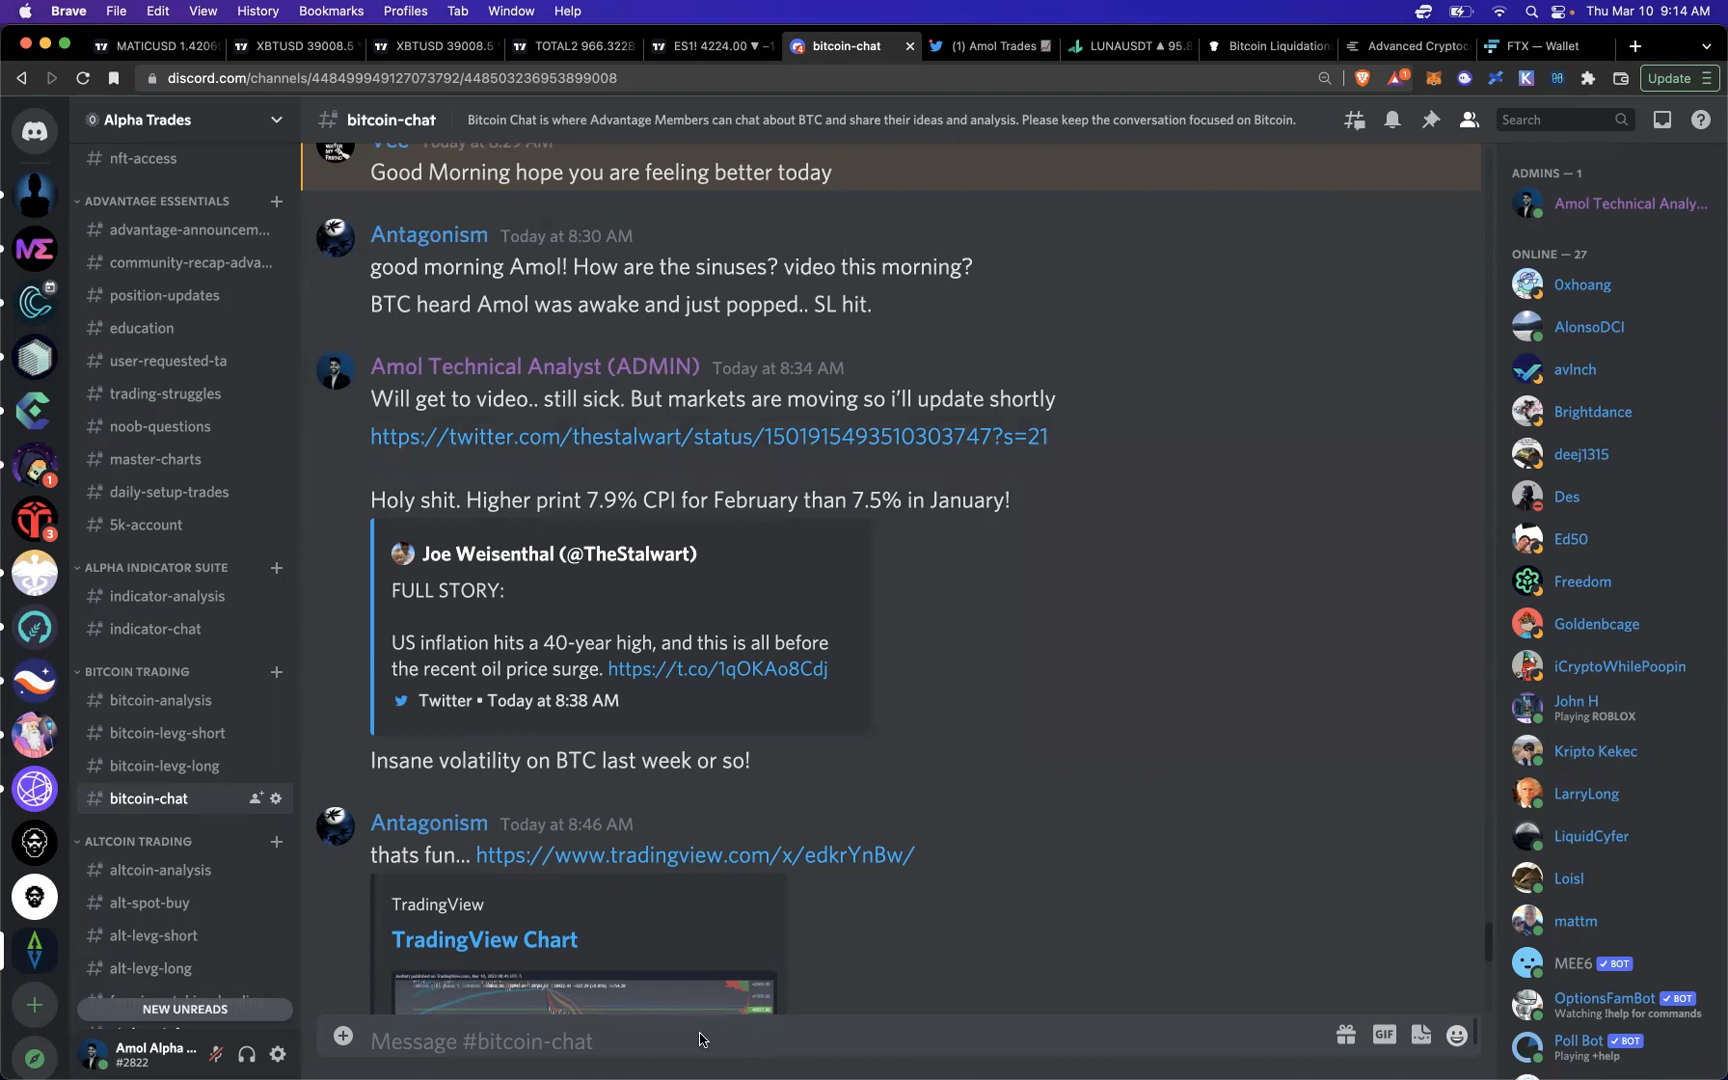 Brave File Edit View History Bookmarks Profiles Tab Window Help Thu Mar 10 9:14 AM
MATICUSD 1.4206 XBTUSD 39008.5 XBTUSD 39008.5 TOTAL2 966.322B ES1! 4224.00 ▼ −1 bitcoin-chat (1) Amol Trades LUNAUSDT ▲ 95.8 Bitcoin Liquidation Advanced Cryptoc FTX — Wallet
discord.com/channels/448499949127073792/448503236953899008 1 Update
Alpha Trades
# bitcoin-chat Bitcoin Chat is where Advantage Members can chat about BTC and share their ideas and analysis. Please keep the conversation focused on Bitcoin. Search
nft-access
ADVANTAGE ESSENTIALS
advantage-announcem...
community-recap-adva...
position-updates
education
user-requested-ta
trading-struggles
noob-questions
master-charts
daily-setup-trades
5k-account
ALPHA INDICATOR SUITE
indicator-analysis
indicator-chat
BITCOIN TRADING
bitcoin-analysis
bitcoin-levg-short
bitcoin-levg-long
bitcoin-chat
ALTCOIN TRADING
altcoin-analysis
alt-spot-buy
alt-levg-short
alt-levg-long
NEW UNREADS
Amol Alpha ...
#2822
1
3
Today at 8:29 AM
Good Morning hope you are feeling better today
Antagonism Today at 8:30 AM
good morning Amol! How are the sinuses? video this morning?
BTC heard Amol was awake and just popped.. SL hit.
Amol Technical Analyst (ADMIN) Today at 8:34 AM
Will get to video.. still sick. But markets are moving so i'll update shortly
https://twitter.com/thestalwart/status/1501915493510303747?s=21
Holy shit. Higher print 7.9% CPI for February than 7.5% in January!
Joe Weisenthal (@TheStalwart)
FULL STORY:
US inflation hits a 40-year high, and this is all before
the recent oil price surge. https://t.co/1qOKAo8Cdj
Twitter • Today at 8:38 AM
Insane volatility on BTC last week or so!
Antagonism Today at 8:46 AM
thats fun... https://www.tradingview.com/x/edkrYnBw/
TradingView
TradingView Chart
Message #bitcoin-chat
GIF
ADMINS — 1
Amol Technical Analy...
ONLINE — 27
0xhoang
AlonsoDCI
avlnch
Brightdance
deej1315
Des
Ed50
Freedom
Goldenbcage
iCryptoWhilePoopin
John H
Playing ROBLOX
Kripto Kekec
LarryLong
LiquidCyfer
Loisl
mattm
MEE6 ✓ BOT
OptionsFamBot ✓ BOT
Watching !help for commands
Poll Bot ✓ BOT
Playing +help